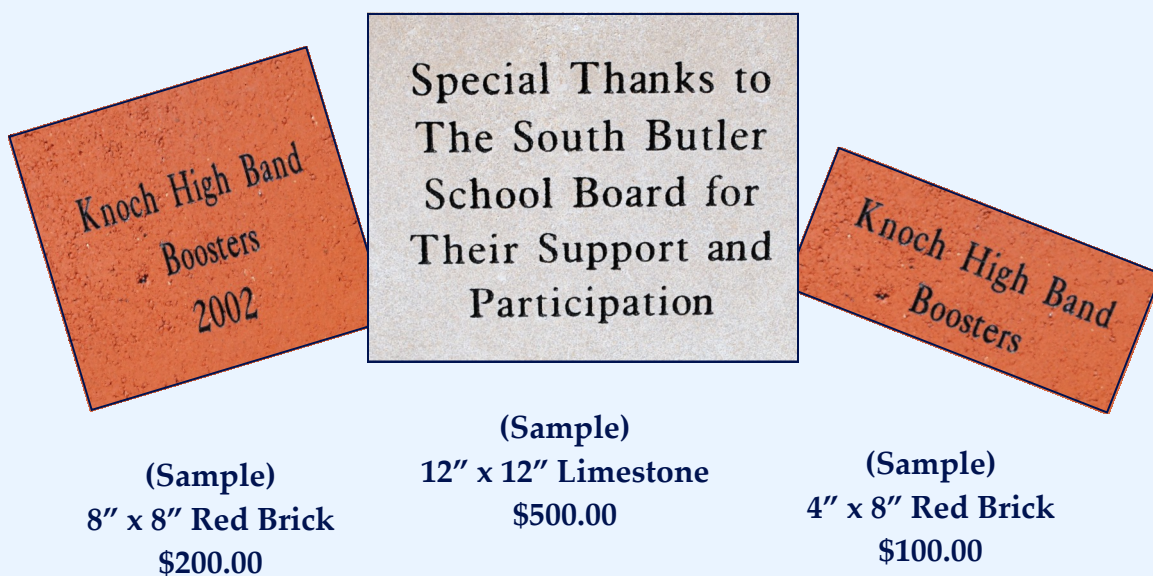 Knoch High Band
Boosters
2002
Special Thanks to
The South Butler
School Board for
Their Support and
Participation
Knoch High Band
Boosters
(Sample)
8” x 8” Red Brick
$200.00
(Sample)
12” x 12” Limestone
$500.00
(Sample)
4” x 8” Red Brick
$100.00